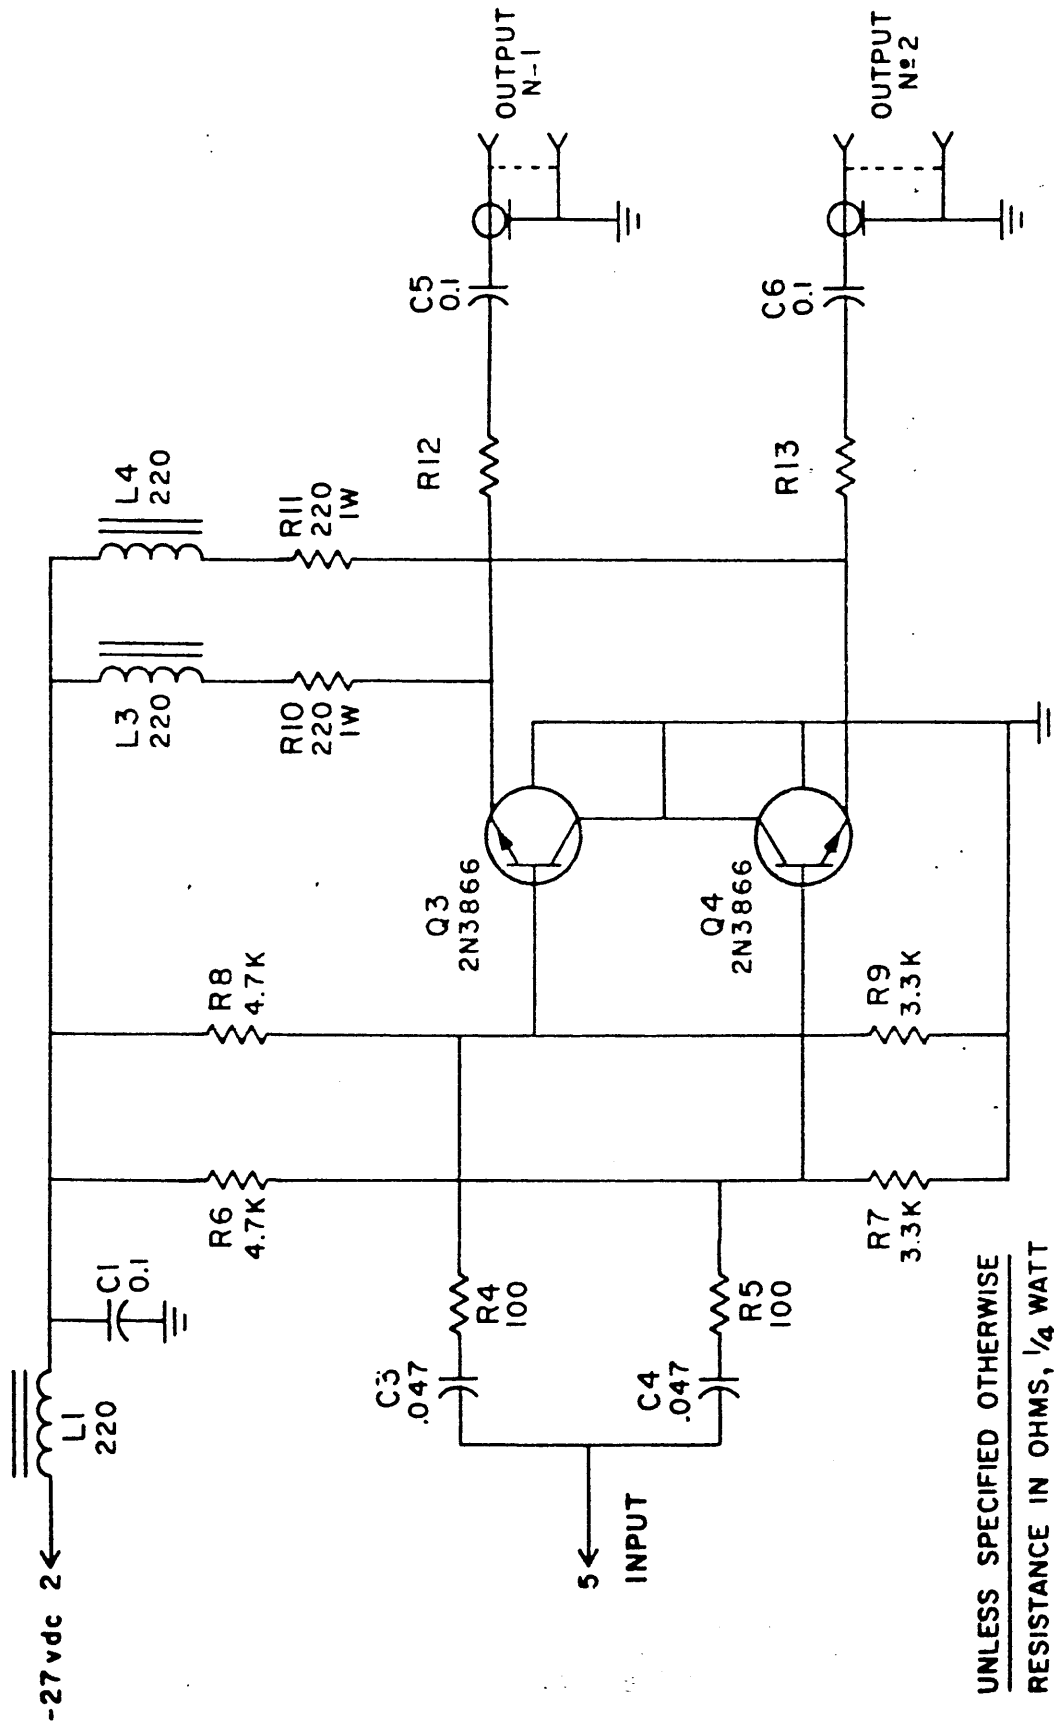 -27 vdc 2
L1
220
C1
0.1
R6
4.7K
R8
4.7K
L3
220
R10
220
1W
L4
220
R11
220
1W
5
INPUT
C3
.047
R4
100
C4
.047
R5
100
Q3
2N3866
Q4
2N3866
R7
3.3K
R9
3.3K
R12
C5
0.1
OUTPUT
N-1
R13
C6
0.1
OUTPUT
Nº2
UNLESS SPECIFIED OTHERWISE
RESISTANCE IN OHMS, 1/4 WATT